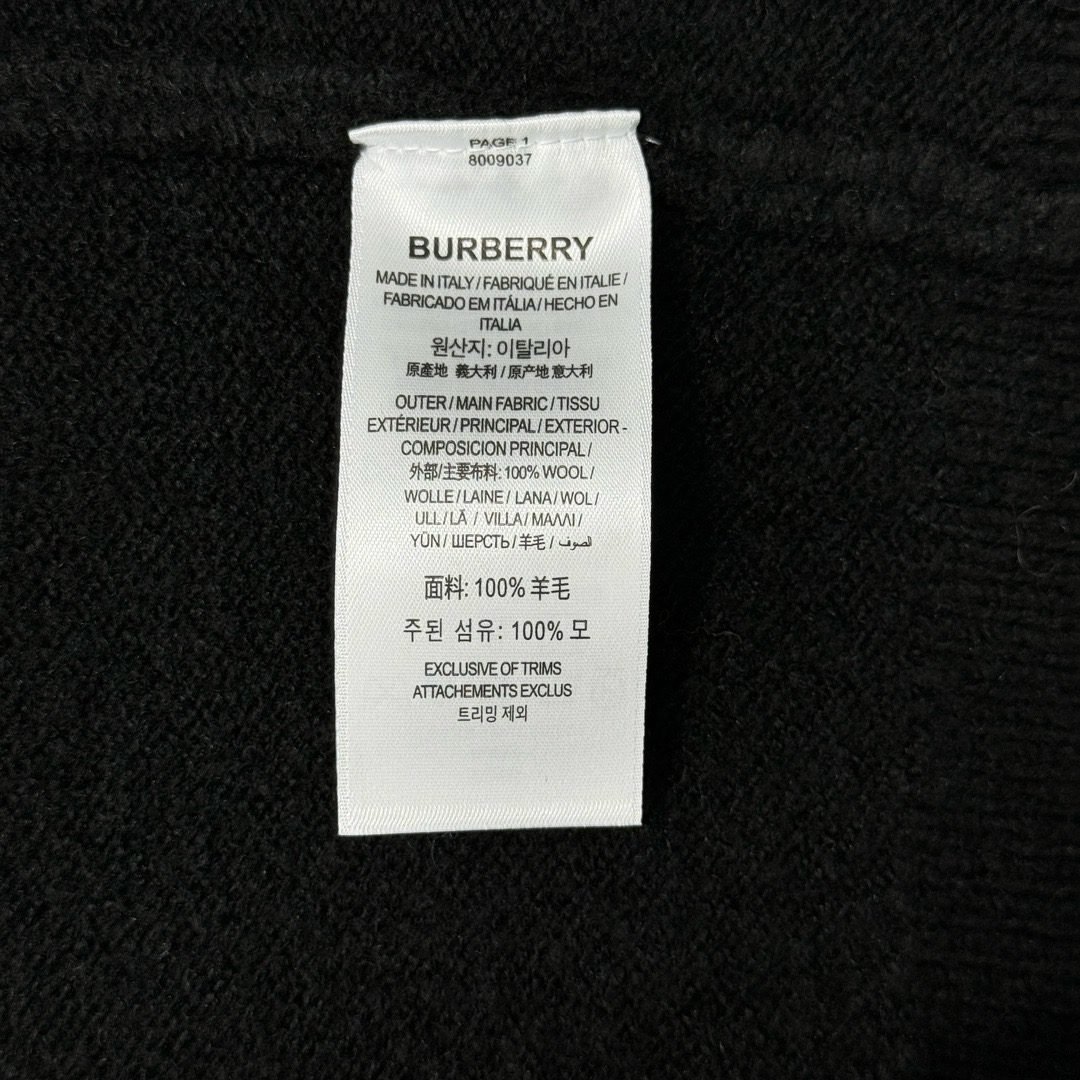 PAGE 1
8009037
BURBERRY
MADE IN ITALY / FABRIQUÉ EN ITALIE /
FABRICADO EM ITÁLIA / HECHO EN
ITALIA
원산지: 이탈리아
原產地 義大利 / 原产地 意大利
OUTER / MAIN FABRIC / TISSU
EXTÉRIEUR / PRINCIPAL / EXTERIOR -
COMPOSICION PRINCIPAL /
外部/主要布料: 100% WOOL /
WOLLE / LAINE / LANA / WOL /
ULL / LÃ / VILLA / ΜΑΛΛΙ /
YÜN / ШЕРСТЬ / 羊毛 / الصوف
面料: 100% 羊毛
주된 섬유: 100% 모
EXCLUSIVE OF TRIMS
ATTACHEMENTS EXCLUS
트리밍 제외